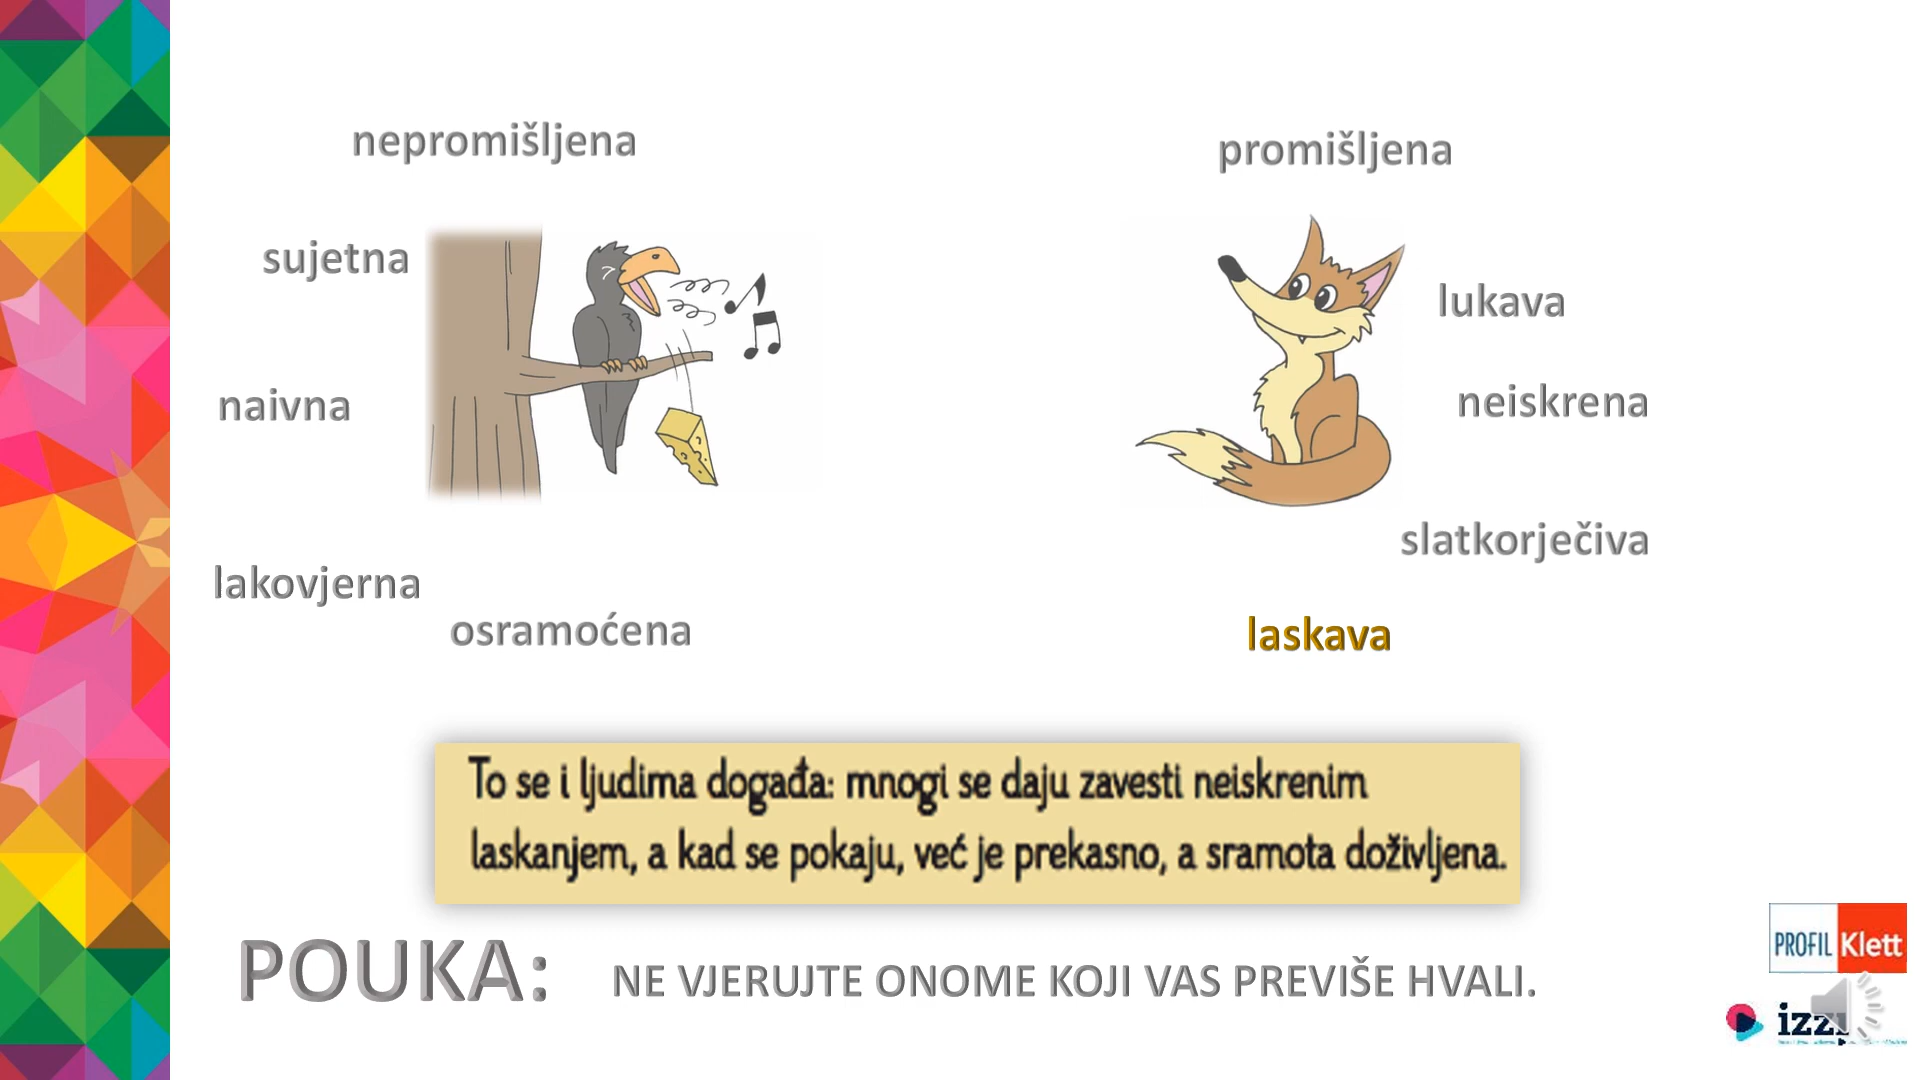 nepromišljena
promišljena
sujetna
lukava
naivna
neiskrena
slatkorječiva
lakovjerna
osramoćena
laskava
To se i ljudima događa: mnogi se daju zavesti neiskrenim
laskanjem, a kad se pokaju, već je prekasno, a sramota doživljena.
POUKA: NE VJERUJTE ONOME KOJI VAS PREVIŠE HVALI.
PROFIL Klett
izzi